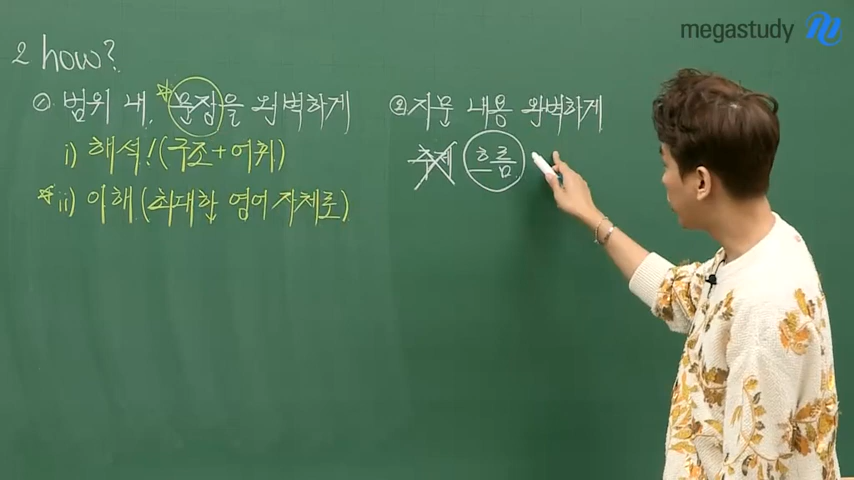 megastudy
2 how?
① 범위 내, ☆문장을 완벽하게
i) 해석! (구조+어휘)
☆ ii) 이해 (최대한 영어 자체로)
② 지문 내용 완벽하게
주제 흐름